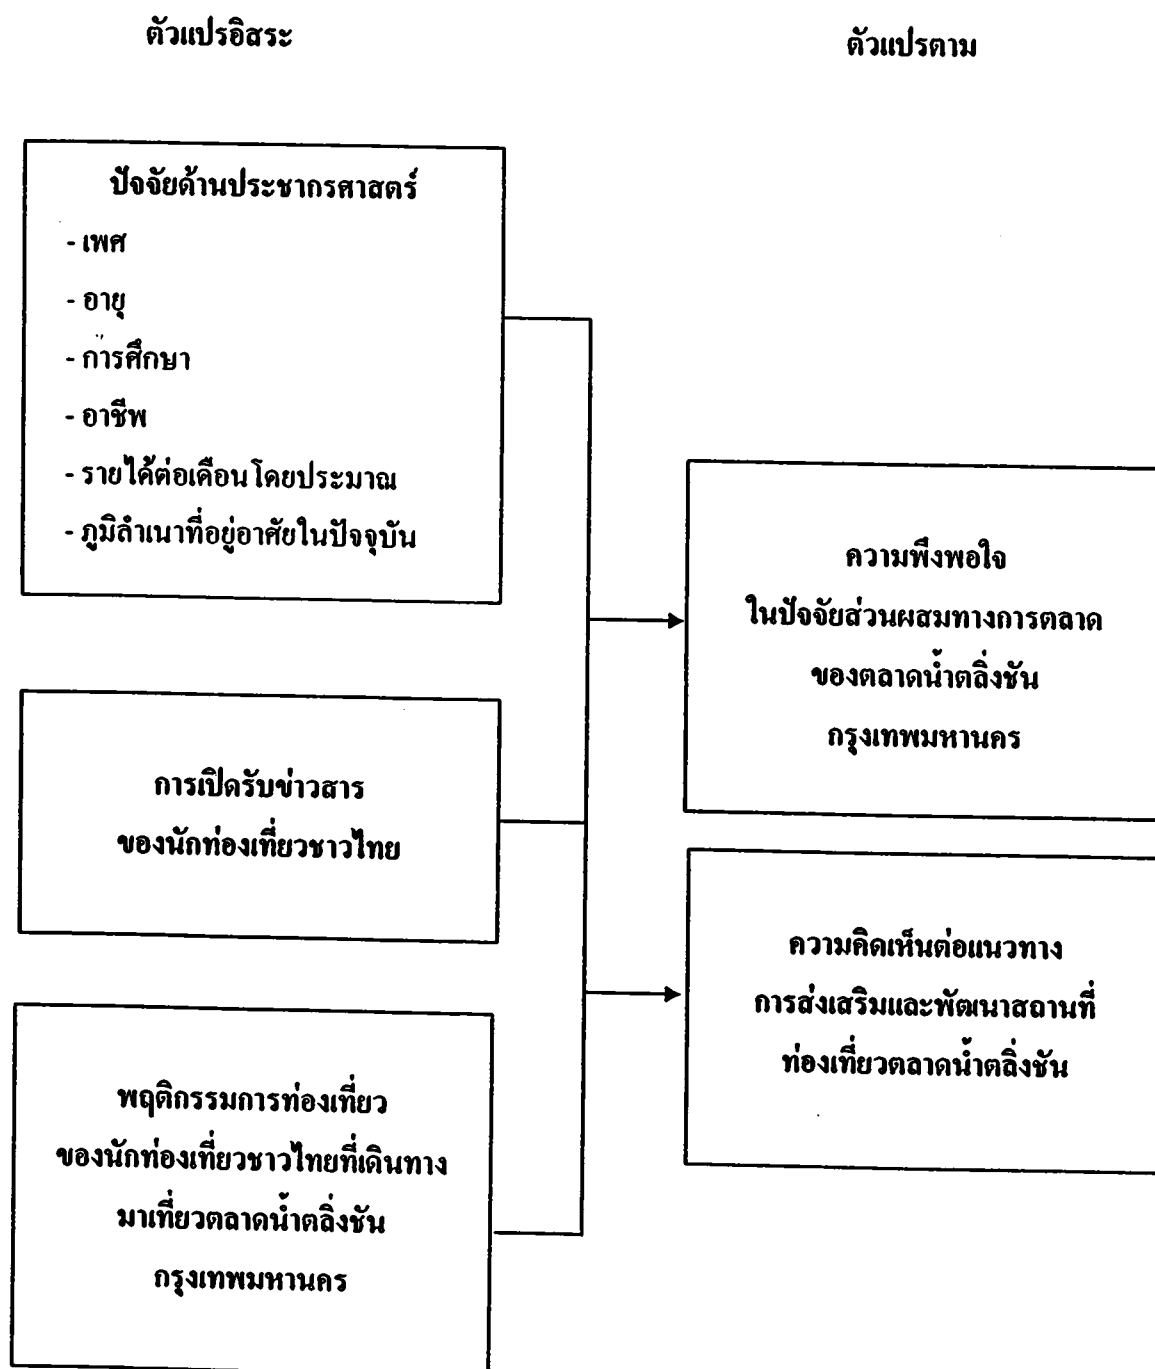 ตัวแปรอิสระ
ตัวแปรตาม
ปัจจัยด้านประชากรศาสตร์
- เพศ
- อายุ
- การศึกษา
- อาชีพ
- รายได้ต่อเดือนโดยประมาณ
- ภูมิลำเนาที่อยู่อาศัยในปัจจุบัน
การเปิดรับข่าวสาร
ของนักท่องเที่ยวชาวไทย
พฤติกรรมการท่องเที่ยว
ของนักท่องเที่ยวชาวไทยที่เดินทาง
มาเที่ยวตลาดน้ำตลิ่งชัน
กรุงเทพมหานคร
ความพึงพอใจ
ในปัจจัยส่วนผสมทางการตลาด
ของตลาดน้ำตลิ่งชัน
กรุงเทพมหานคร
ความคิดเห็นต่อแนวทาง
การส่งเสริมและพัฒนาสถานที่
ท่องเที่ยวตลาดน้ำตลิ่งชัน